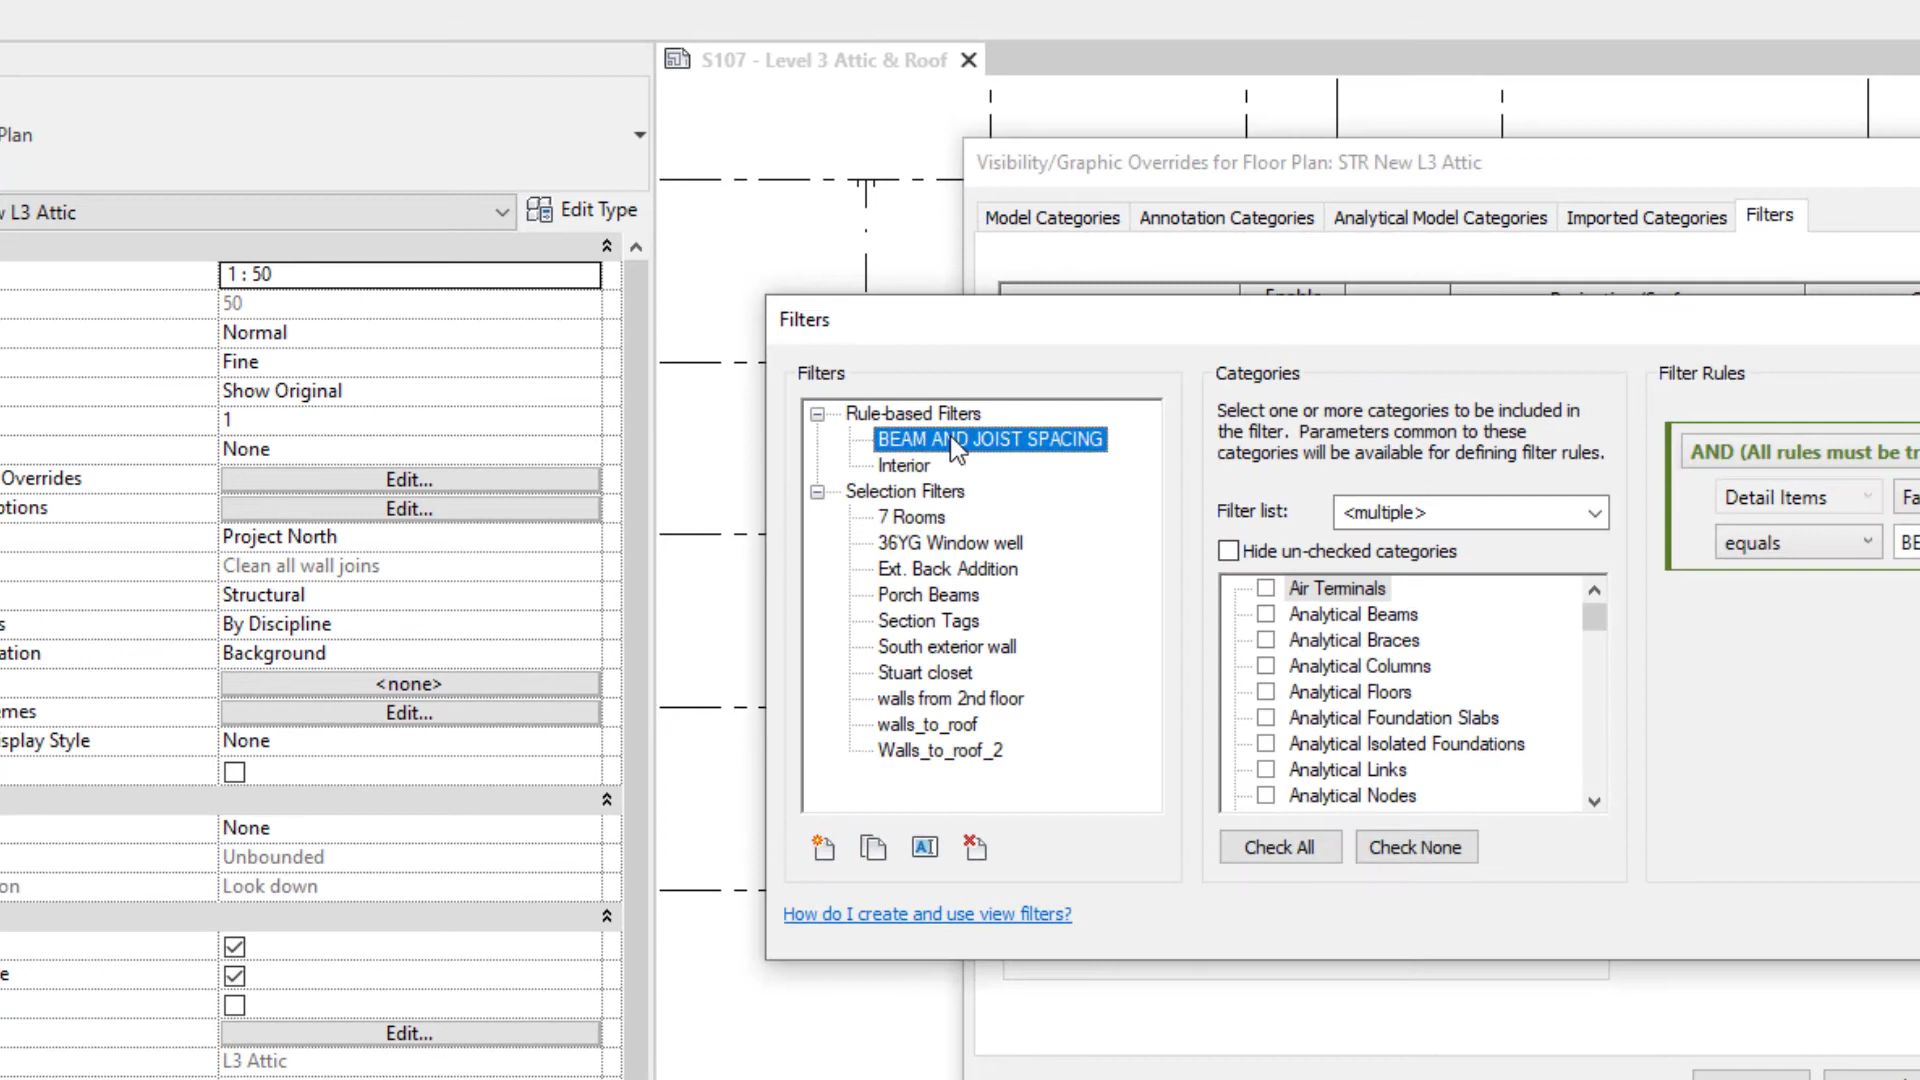 S107 - Level 3 Attic & Roof
Plan
Visibility/Graphic Overrides for Floor Plan: STR New L3 Attic
L3 Attic
Edit Type
Model Categories
Annotation Categories
Analytical Model Categories
Imported Categories
Filters
1 : 50
50
Normal
Fine
Show Original
1
None
Overrides
Edit...
Edit...
Project North
Clean all wall joins
Structural
By Discipline
Background
<none>
Edit...
None
None
Unbounded
Look down
Edit...
L3 Attic
Filters
Filters
Rule-based Filters
BEAM AND JOIST SPACING
Interior
Selection Filters
7 Rooms
36YG Window well
Ext. Back Addition
Porch Beams
Section Tags
South exterior wall
Stuart closet
walls from 2nd floor
walls_to_roof
Walls_to_roof_2
How do I create and use view filters?
Categories
Select one or more categories to be included in
the filter. Parameters common to these
categories will be available for defining filter rules.
Filter list:
<multiple>
Hide un-checked categories
Air Terminals
Analytical Beams
Analytical Braces
Analytical Columns
Analytical Floors
Analytical Foundation Slabs
Analytical Isolated Foundations
Analytical Links
Analytical Nodes
Check All
Check None
Filter Rules
AND (All rules must be tr
Detail Items
Fa
equals
BE